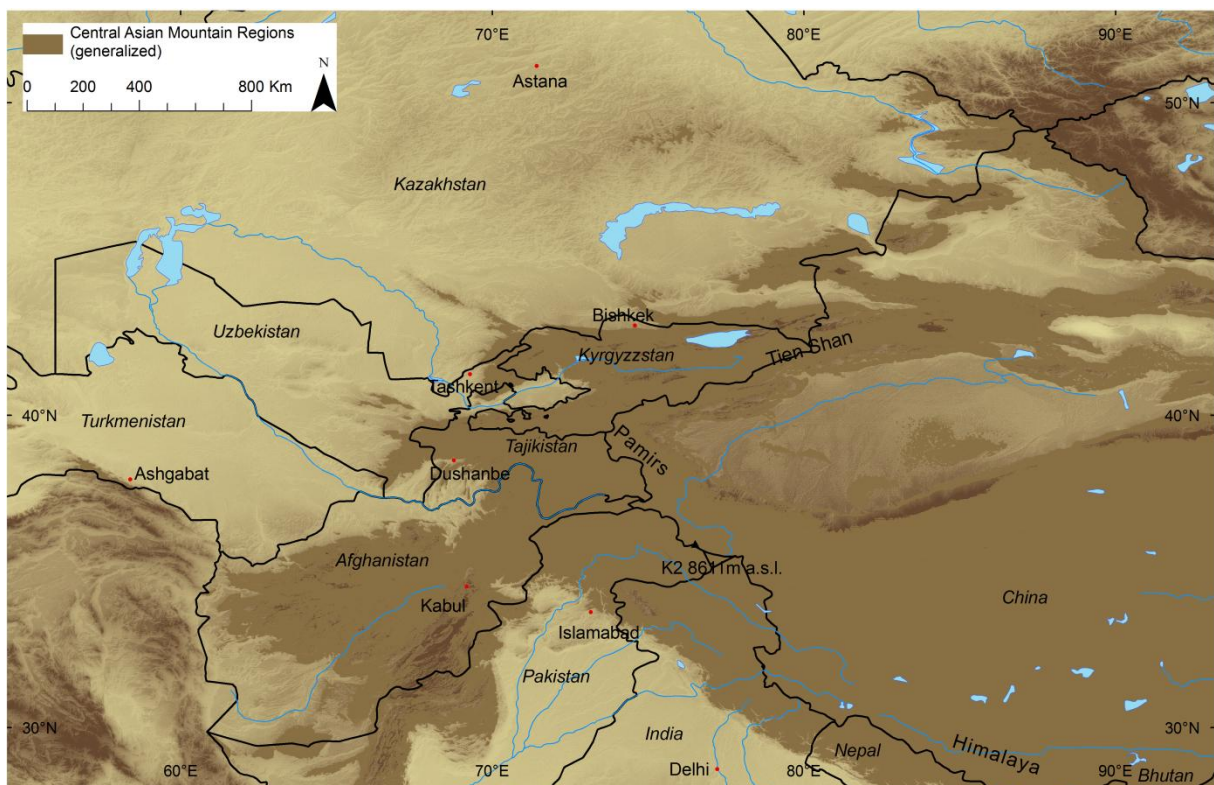 Central Asian Mountain Regions
(generalized)
0 200 400 800 Km
N
70°E
80°E
90°E
Astana
50°N
Kazakhstan
Bishkek
Uzbekistan
Kyrgyzzstan
Tien Shan
Tashkent
40°N
40°N
Turkmenistan
Tajikistan
Pamirs
Ashgabat
Dushanbe
Afghanistan
K2 8611m a.s.l.
Kabul
China
Islamabad
Pakistan
30°N
30°N
India
Himalaya
Nepal
60°E
70°E
Delhi
80°E
90°E
Bhutan